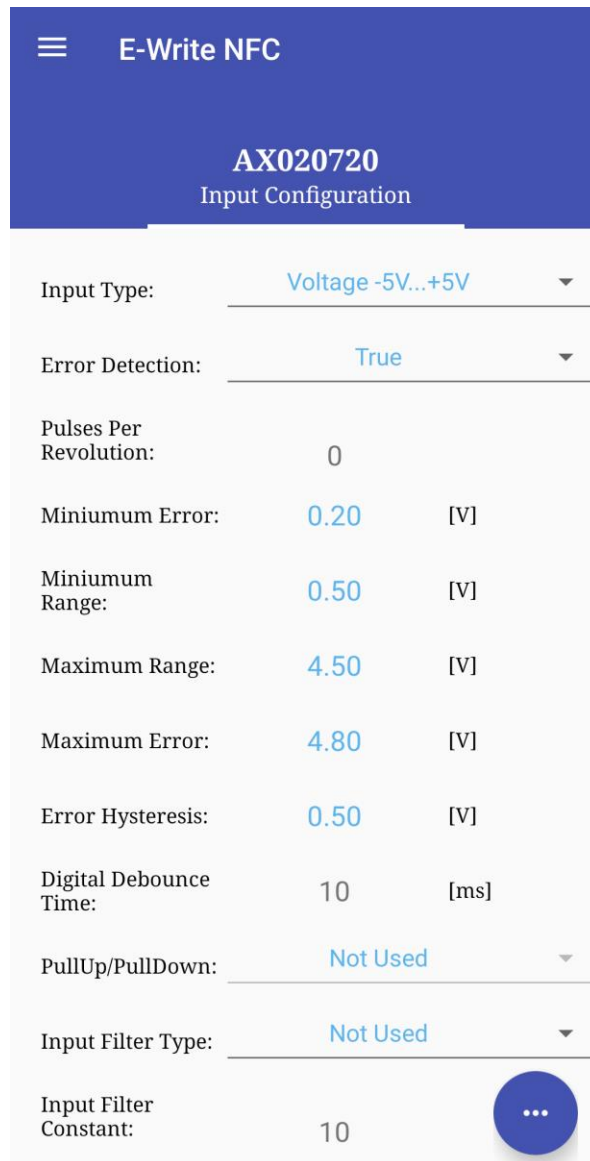 E-Write NFC
AX020720
Input Configuration
Input Type: Voltage -5V...+5V
Error Detection: True
Pulses Per
Revolution: 0
Miniumum Error: 0.20 [V]
Miniumum
Range: 0.50 [V]
Maximum Range: 4.50 [V]
Maximum Error: 4.80 [V]
Error Hysteresis: 0.50 [V]
Digital Debounce
Time: 10 [ms]
PullUp/PullDown: Not Used
Input Filter Type: Not Used
Input Filter
Constant: 10